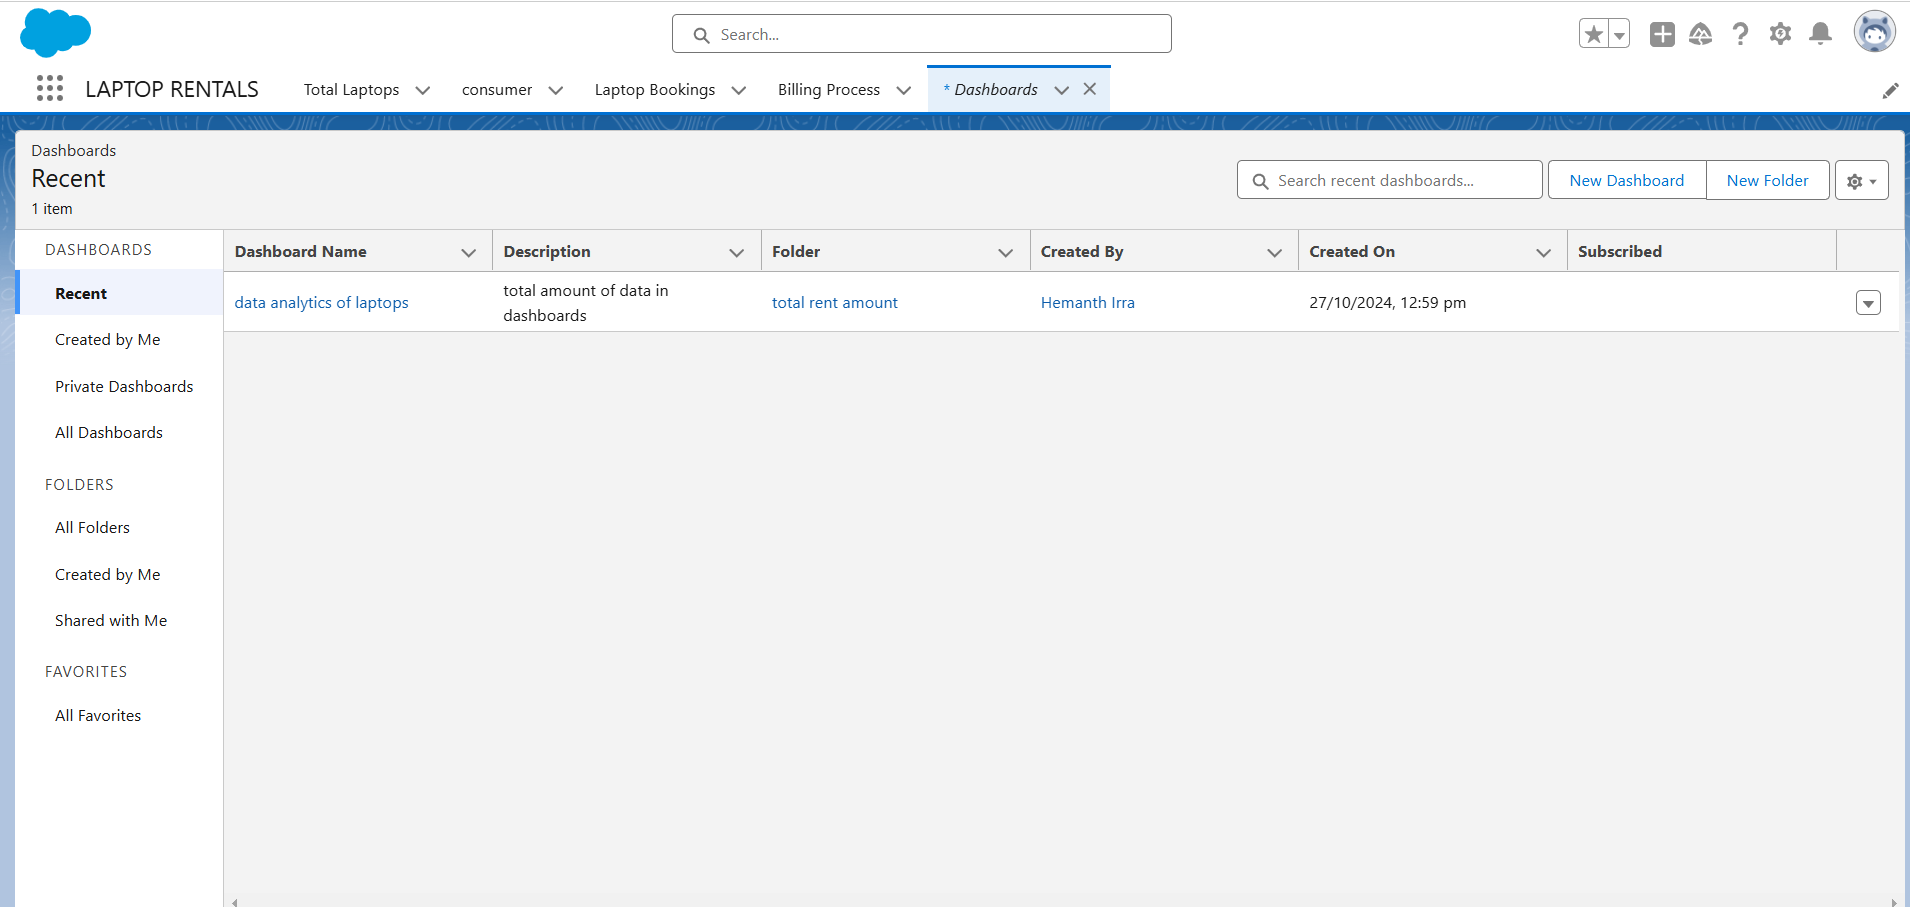 Search...
LAPTOP RENTALS
Total Laptops
consumer
Laptop Bookings
Billing Process
* Dashboards
Dashboards
Recent
1 item
Search recent dashboards...
New Dashboard
New Folder
DASHBOARDS
Recent
Created by Me
Private Dashboards
All Dashboards
FOLDERS
All Folders
Created by Me
Shared with Me
FAVORITES
All Favorites
Dashboard Name
Description
Folder
Created By
Created On
Subscribed
data analytics of laptops
total amount of data in
dashboards
total rent amount
Hemanth Irra
27/10/2024, 12:59 pm